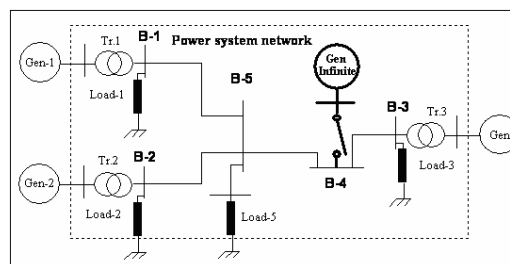 Power system network
Gen-1
Tr.1
B-1
Load-1
B-5
Gen
Infinite
B-3
Tr.3
Gen
Load-3
B-4
Gen-2
Tr.2
B-2
Load-2
Load-5